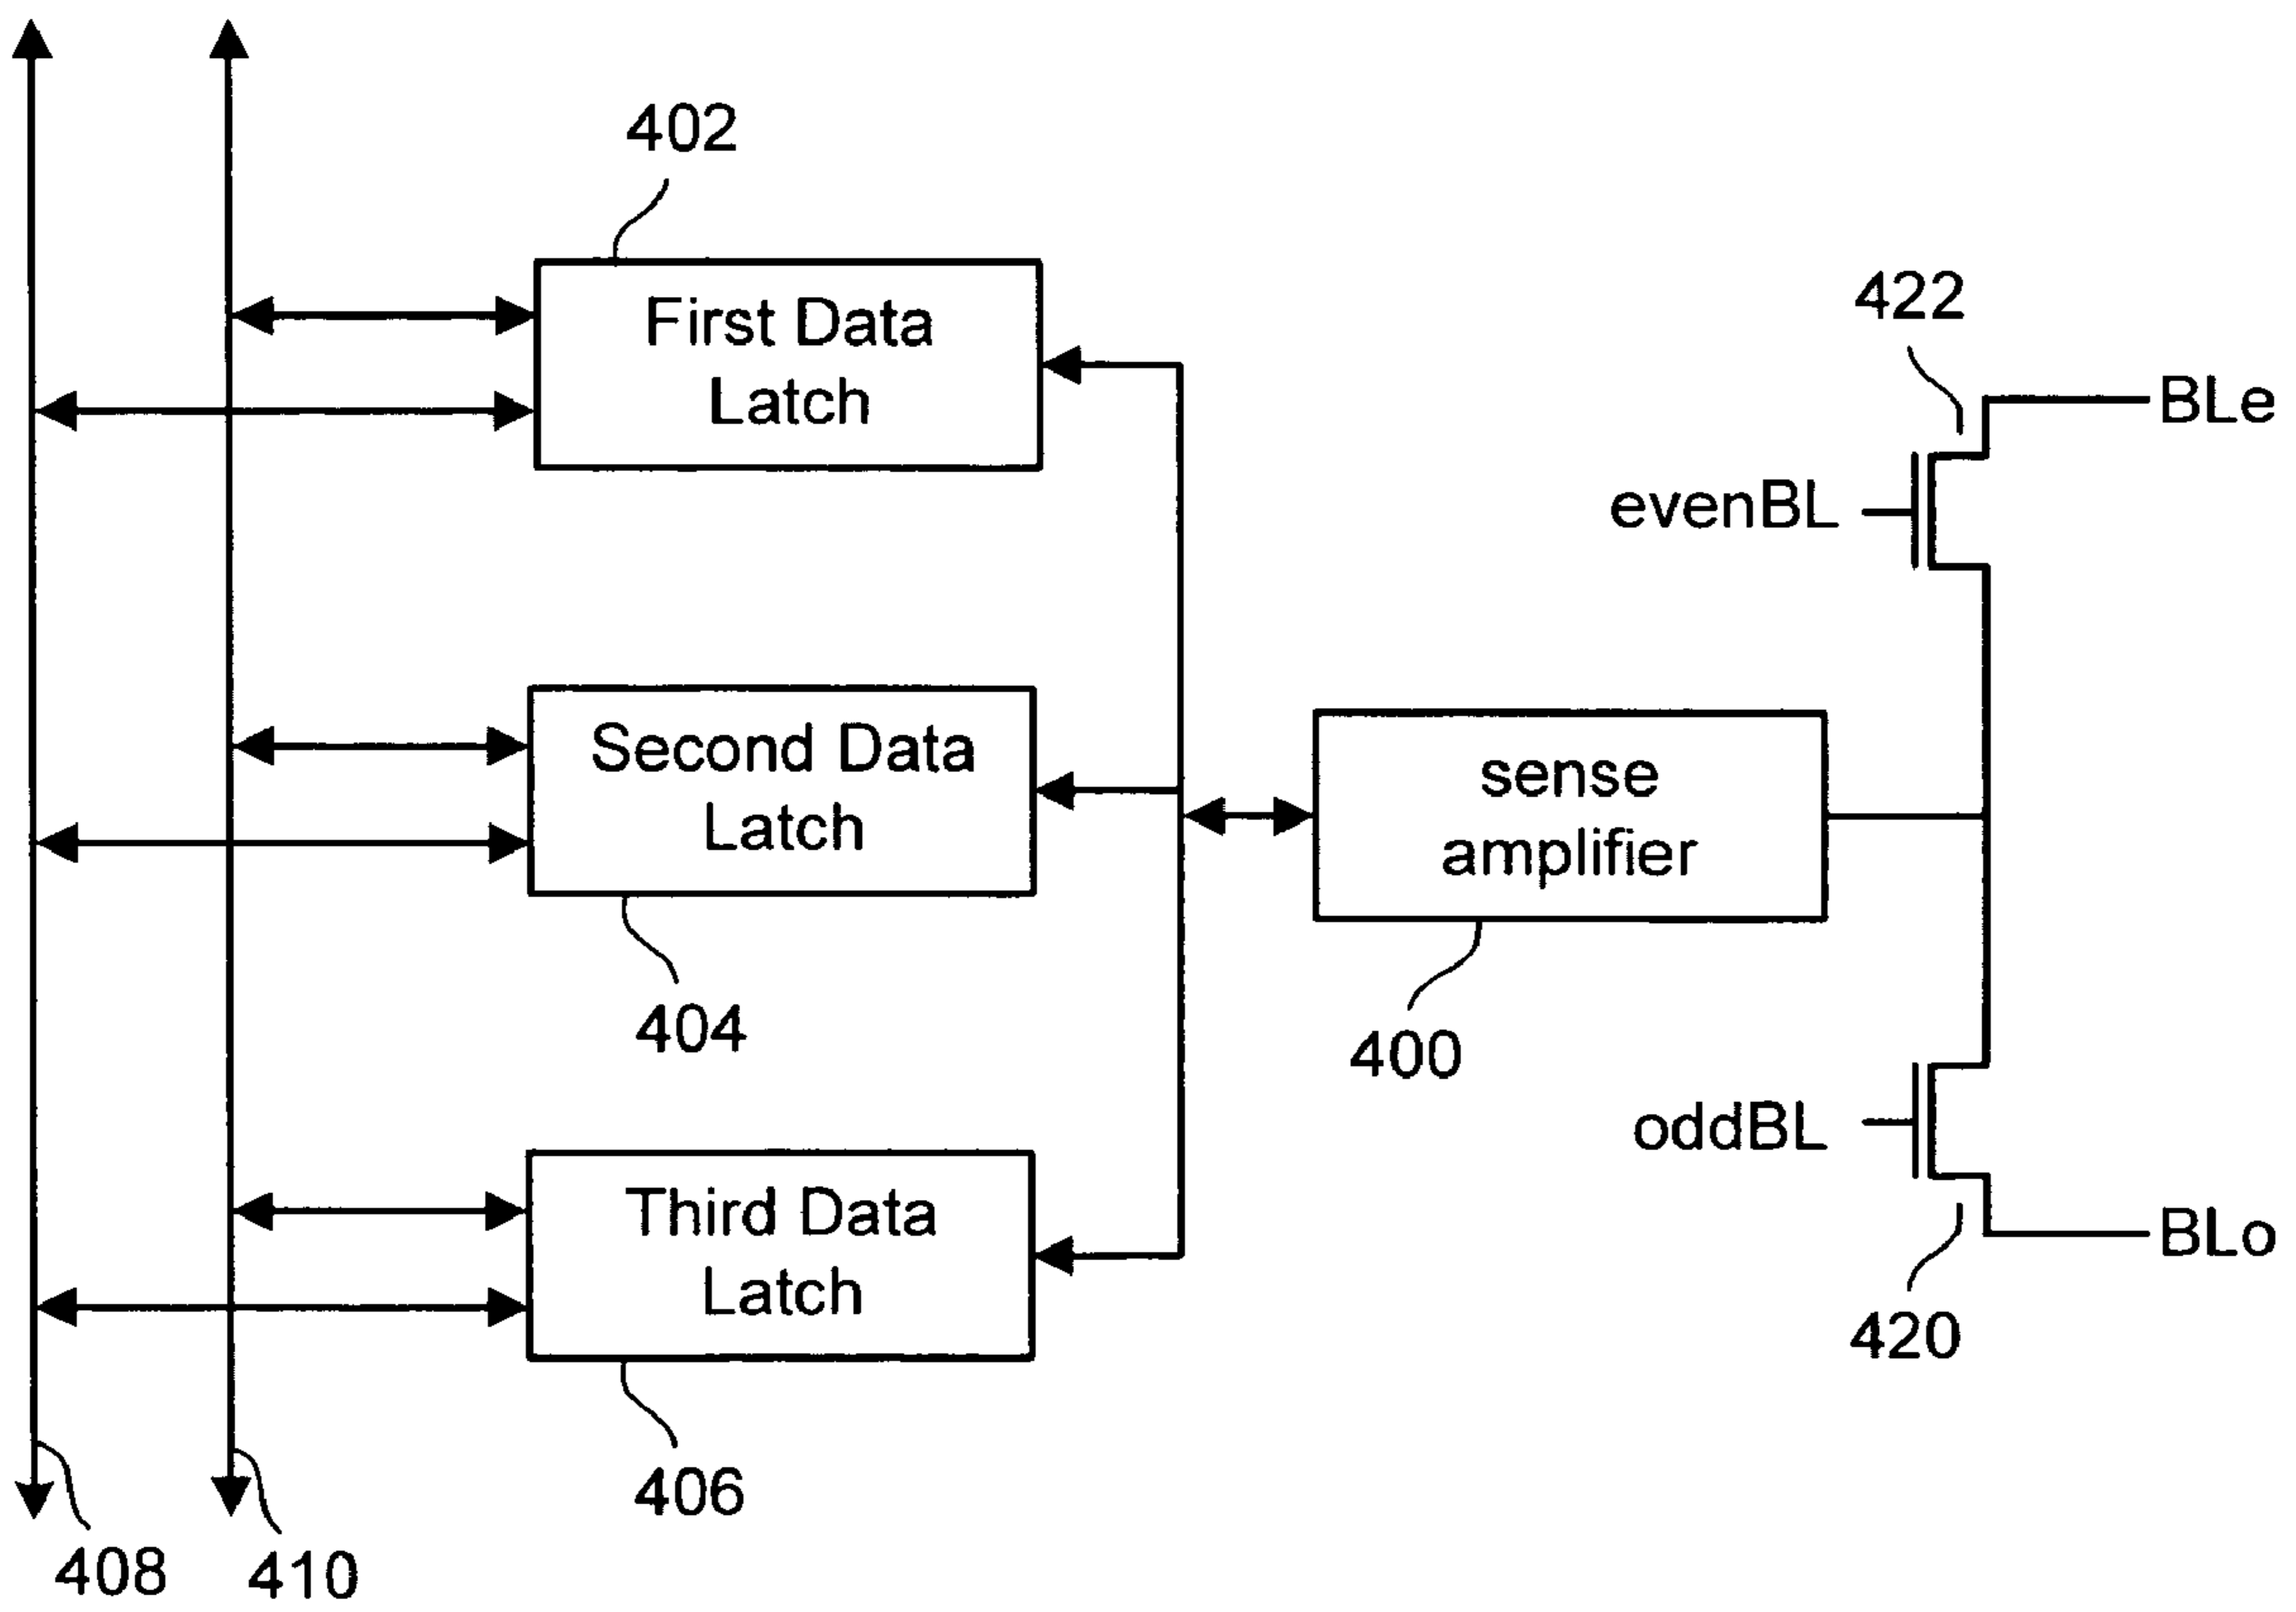 402
First Data
Latch
422
BLe
evenBL
Second Data
Latch
sense
amplifier
404
400
oddBL
Third Data
Latch
BLo
420
406
408
410